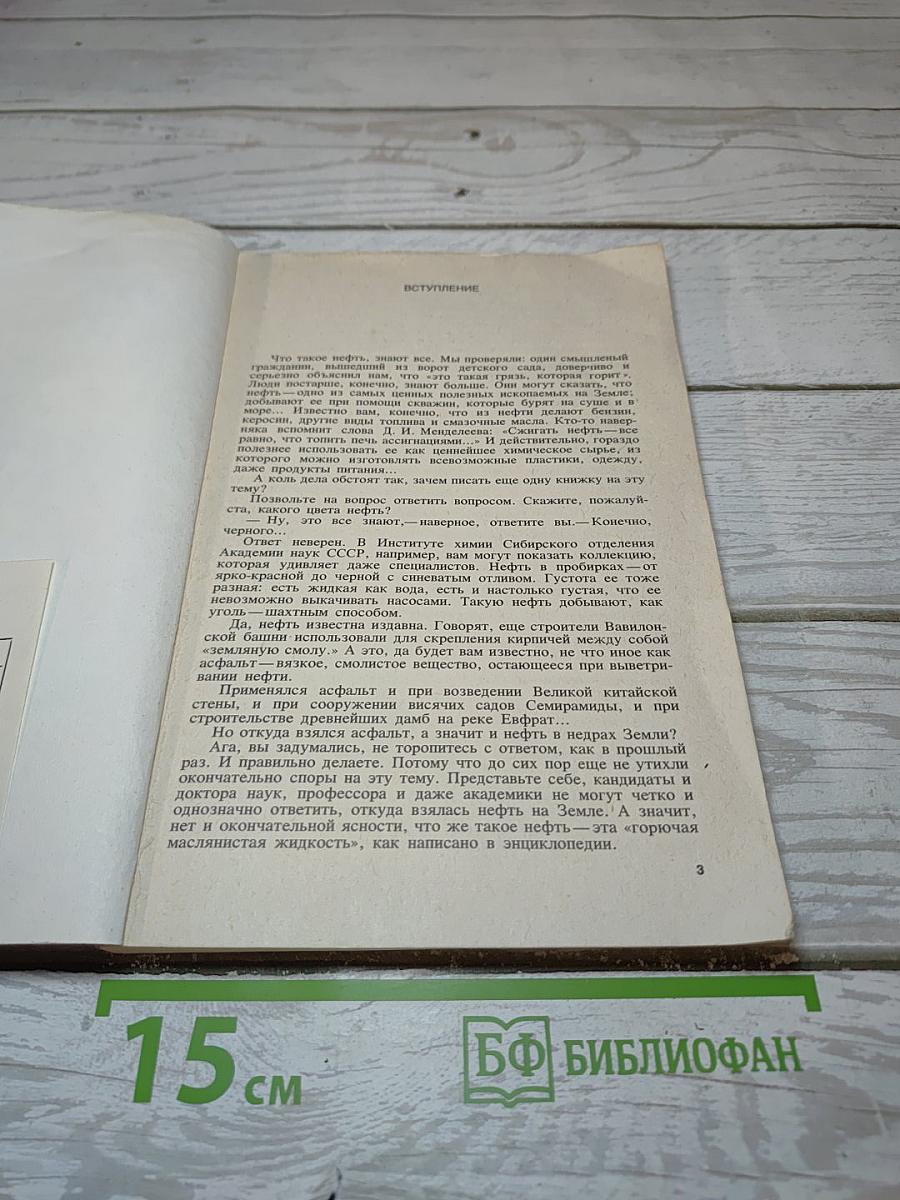 ВСТУПЛЕНИЕ
Что такое нефть, знают все. Мы проверяли: один смышленый
гражданин, вышедший из ворот детского сада, доверчиво и
серьезно объяснил нам, что «это такая грязь, которая горит».
Люди постарше, конечно, знают больше. Они могут сказать, что
нефть — одно из самых ценных полезных ископаемых на Земле;
добывают ее при помощи скважин, которые бурят на суше и в
море... Известно вам, конечно, что из нефти делают бензин,
керосин, другие виды топлива и смазочные масла. Кто-то навер-
няка вспомнит слова Д. И. Менделеева: «Сжигать нефть — все
равно, что топить печь ассигнациями...» И действительно, гораздо
полезнее использовать ее как ценнейшее химическое сырье, из
которого можно изготовлять всевозможные пластики, одежду,
даже продукты питания...
А коль дела обстоят так, зачем писать еще одну книжку на эту
тему?
Позвольте на вопрос ответить вопросом. Скажите, пожалуй-
ста, какого цвета нефть?
— Ну, это все знают,— наверное, ответите вы.— Конечно,
черного...
Ответ неверен. В Институте химии Сибирского отделения
Академии наук СССР, например, вам могут показать коллекцию,
которая удивляет даже специалистов. Нефть в пробирках — от
ярко-красной до черной с синеватым отливом. Густота ее тоже
разная: есть жидкая как вода, есть и настолько густая, что ее
невозможно выкачивать насосами. Такую нефть добывают, как
уголь — шахтным способом.
Да, нефть известна издавна. Говорят, еще строители Вавилон-
ской башни использовали для скрепления кирпичей между собой
«земляную смолу.» А это, да будет вам известно, не что иное как
асфальт — вязкое, смолистое вещество, остающееся при выветри-
вании нефти.
Применялся асфальт и при возведении Великой китайской
стены, и при сооружении висячих садов Семирамиды, и при
строительстве древнейших дамб на реке Евфрат...
Но откуда взялся асфальт, а значит и нефть в недрах Земли?
Ага, вы задумались, не торопитесь с ответом, как в прошлый
раз. И правильно делаете. Потому что до сих пор еще не утихли
окончательно споры на эту тему. Представьте себе, кандидаты и
доктора наук, профессора и даже академики не могут четко и
однозначно ответить, откуда взялась нефть на Земле. А значит,
нет и окончательной ясности, что же такое нефть — эта «горючая
маслянистая жидкость», как написано в энциклопедии.
3
15 см
БФ БИБЛИОФАН